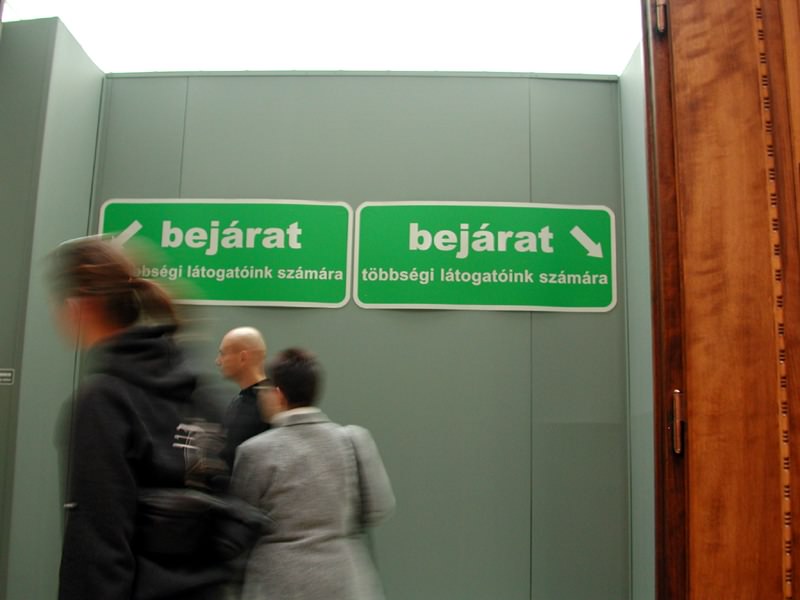 bejárat
látogatóink számára
bejárat
többségi látogatóink számára